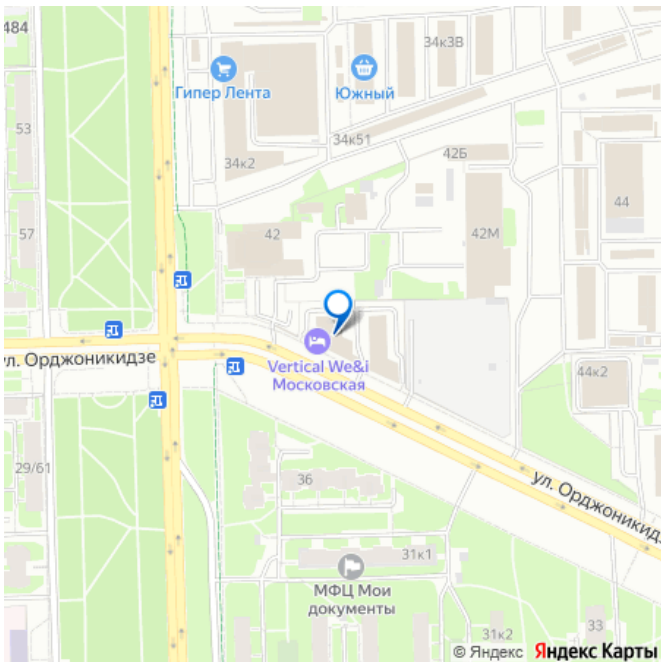 484
34к3В
Гипер Лента
Южный
53
34к51
34к2
42Б
44
57
42
42М
ул. Орджоникидзе
Vertical We&i
Московская
44к2
29/61
36
ул. Орджоникидзе
31к1
МФЦ Мои
документы
31к2
33
© Яндекс Яндекс Карты